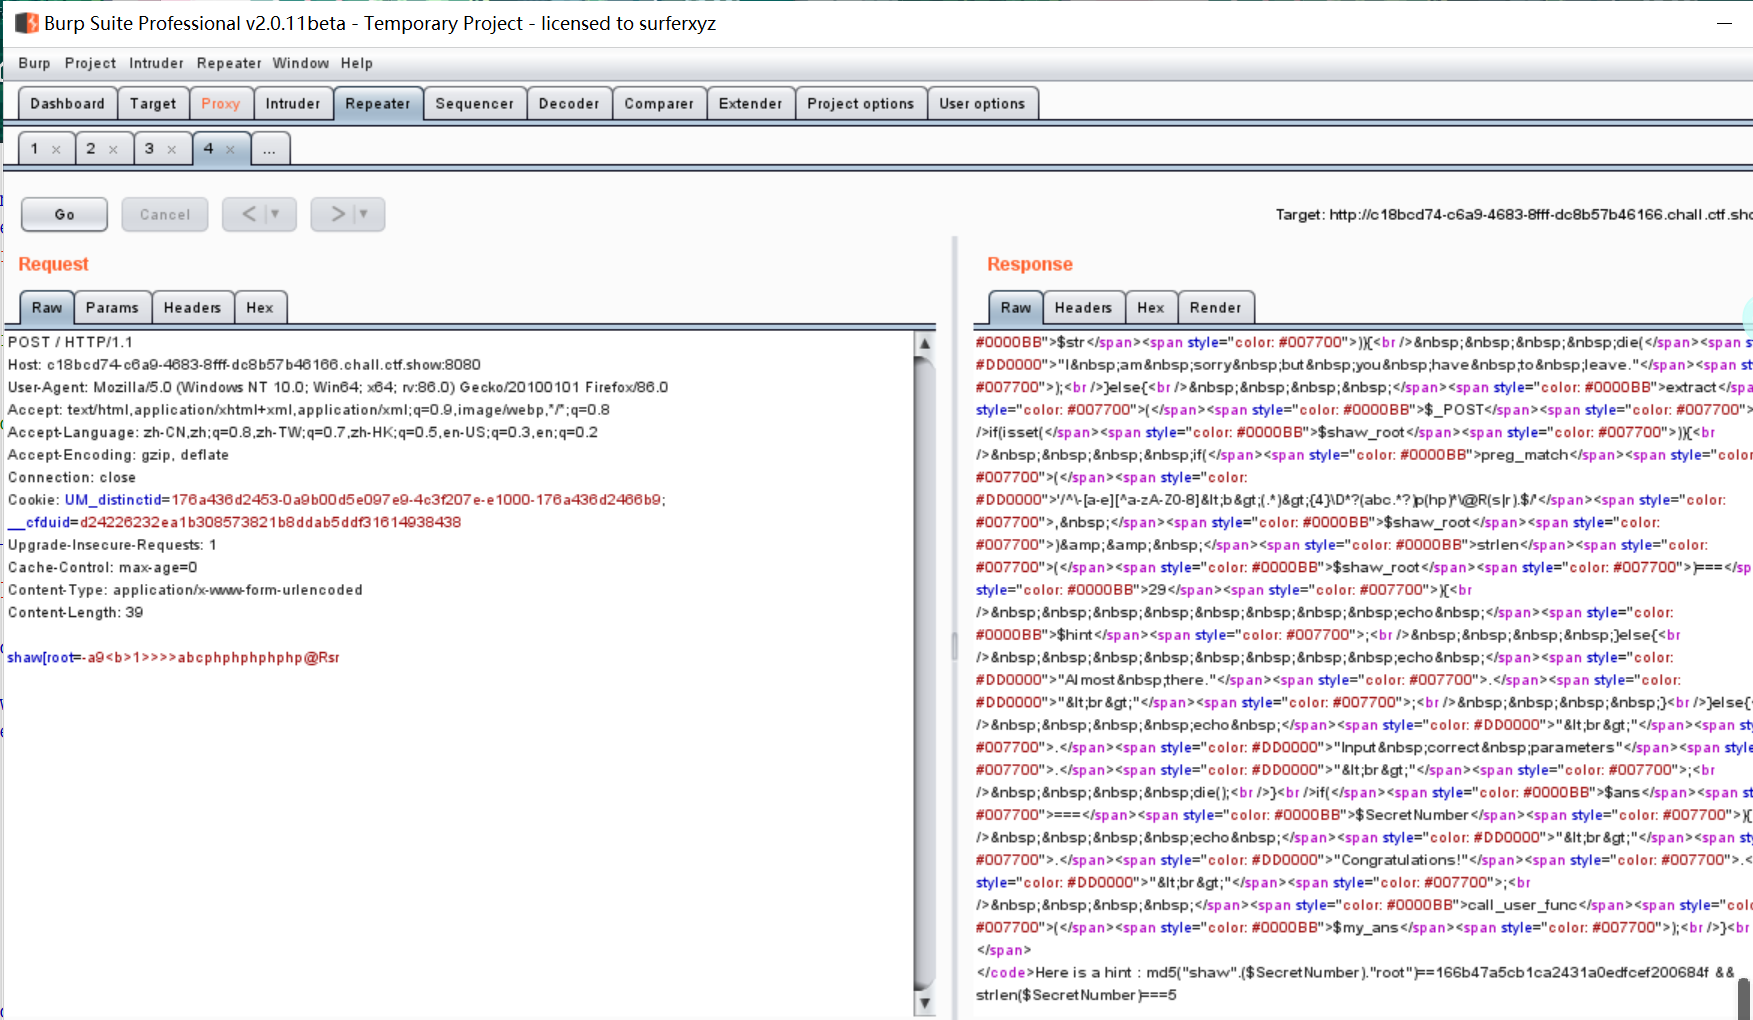 Burp Suite Professional v2.0.11beta - Temporary Project - licensed to surferxyz
Burp Project Intruder Repeater Window Help
Dashboard Target Proxy Intruder Repeater Sequencer Decoder Comparer Extender Project options User options
1 × 2 × 3 × 4 × ...
Go Cancel < > 
Target: http://c18bcd74-c6a9-4683-8fff-dc8b57b46166.chall.ctf.sho
Request
Raw Params Headers Hex
POST / HTTP/1.1
Host: c18bcd74-c6a9-4683-8fff-dc8b57b46166.chall.ctf.show:8080
User-Agent: Mozilla/5.0 (Windows NT 10.0; Win64; x64; rv:86.0) Gecko/20100101 Firefox/86.0
Accept: text/html,application/xhtml+xml,application/xml;q=0.9,image/webp,*/*;q=0.8
Accept-Language: zh-CN,zh;q=0.8,zh-TW;q=0.7,zh-HK;q=0.5,en-US;q=0.3,en;q=0.2
Accept-Encoding: gzip, deflate
Connection: close
Cookie: UM_distinctid=176a436d2453-0a9b00d5e097e9-4c3f207e-e1000-176a436d2466b9;
__cfduid=d24226232ea1b308573821b8ddab5ddf31614938438
Upgrade-Insecure-Requests: 1
Cache-Control: max-age=0
Content-Type: application/x-www-form-urlencoded
Content-Length: 39
shaw[root=-a9<b>1>>>>abcphphphphphp@Rsr
Response
Raw Headers Hex Render
#0000BB">$str</span><span style="color: #007700">)){<br />&nbsp;&nbsp;&nbsp;&nbsp;die(</span><span st
#DD0000">"I&nbsp;am&nbsp;sorry&nbsp;but&nbsp;you&nbsp;have&nbsp;to&nbsp;leave."</span><span
#007700">);<br />}else{<br />&nbsp;&nbsp;&nbsp;&nbsp;</span><span style="color: #0000BB">extract</spa
style="color: #007700">(</span><span style="color: #0000BB">$_POST</span><span style="color: #007700">
/>if(isset(</span><span style="color: #0000BB">$shaw_root</span><span style="color: #007700">)){<br
/>&nbsp;&nbsp;&nbsp;&nbsp;if(</span><span style="color: #0000BB">preg_match</span><span style="color
#007700">(</span><span style="color:
#DD0000">'/^\-[a-e][^a-zA-Z0-8]&lt;b&gt;(.*)&gt;{4}\D*?(abc.*?)p(hp)*\@R(s|r).$/'</span><span style="color:
#007700">,&nbsp;</span><span style="color: #0000BB">$shaw_root</span><span style="color:
#007700">)&amp;&amp;&nbsp;</span><span style="color: #0000BB">strlen</span><span style="color:
#007700">(</span><span style="color: #0000BB">$shaw_root</span><span style="color: #007700">)===</sp
style="color: #0000BB">29</span><span style="color: #007700">){<br
/>&nbsp;&nbsp;&nbsp;&nbsp;&nbsp;&nbsp;&nbsp;&nbsp;echo&nbsp;</span><span style="color:
#0000BB">$hint</span><span style="color: #007700">;<br />&nbsp;&nbsp;&nbsp;&nbsp;}else{<br
/>&nbsp;&nbsp;&nbsp;&nbsp;&nbsp;&nbsp;&nbsp;&nbsp;echo&nbsp;</span><span style="color:
#DD0000">"Almost&nbsp;there."</span><span style="color: #007700">.</span><span style="color:
#DD0000">"&lt;br&gt;"</span><span style="color: #007700">;<br />&nbsp;&nbsp;&nbsp;&nbsp;}<br />}else{<
/>&nbsp;&nbsp;&nbsp;&nbsp;echo&nbsp;</span><span style="color: #DD0000">"&lt;br&gt;"</span><span sty
#007700">.</span><span style="color: #DD0000">"Input&nbsp;correct&nbsp;parameters"</span><span style
#007700">.</span><span style="color: #DD0000">"&lt;br&gt;"</span><span style="color: #007700">;<br
/>&nbsp;&nbsp;&nbsp;&nbsp;die();<br />}<br />if(</span><span style="color: #0000BB">$ans</span><span st
#007700">===</span><span style="color: #0000BB">$SecretNumber</span><span style="color: #007700">){
/>&nbsp;&nbsp;&nbsp;&nbsp;echo&nbsp;</span><span style="color: #DD0000">"&lt;br&gt;"</span><span sty
#007700">.</span><span style="color: #DD0000">"Congratulations!"</span><span style="color: #007700">.<
style="color: #DD0000">"&lt;br&gt;"</span><span style="color: #007700">;<br
/>&nbsp;&nbsp;&nbsp;&nbsp;</span><span style="color: #0000BB">call_user_func</span><span style="colo
#007700">(</span><span style="color: #0000BB">$my_ans</span><span style="color: #007700">);<br />}<br
</span>
</code>Here is a hint : md5("shaw".($SecretNumber)."root")==166b47a5cb1ca2431a0edfcef200684f &&
strlen($SecretNumber)===5